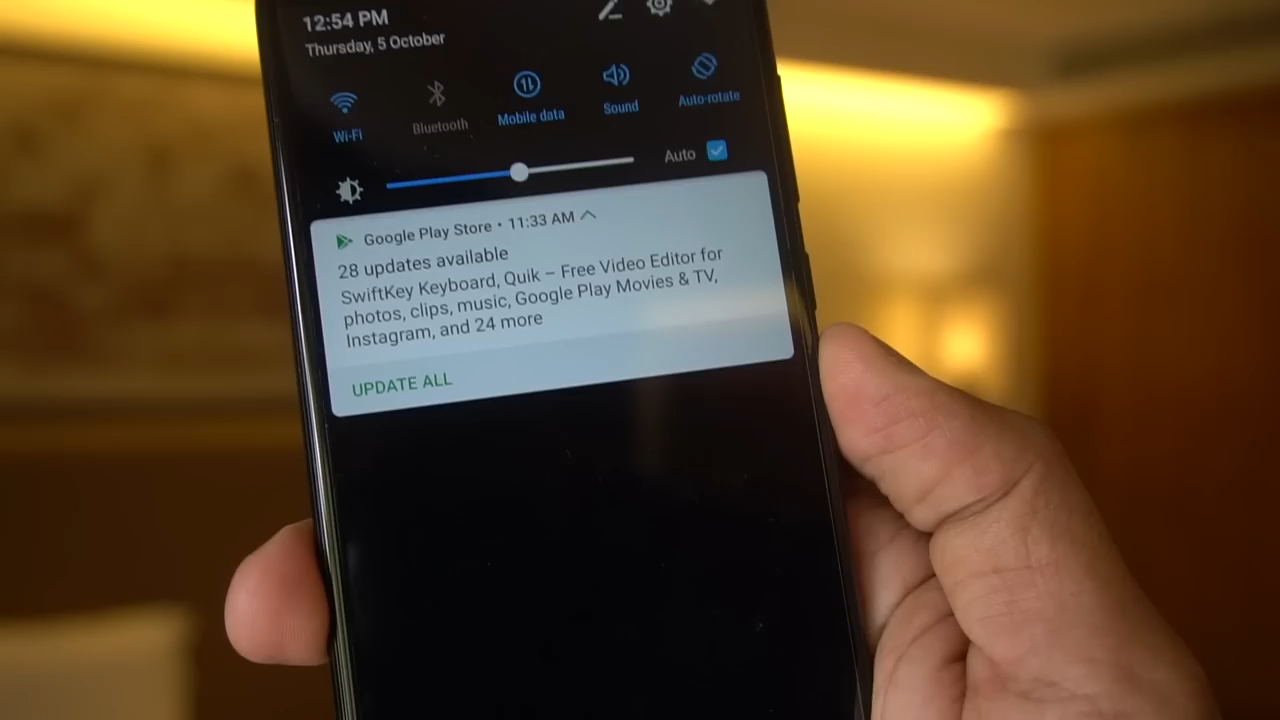 12:54 PM
Thursday, 5 October
Wi-Fi
Bluetooth
Mobile data
Sound
Auto-rotate
Auto
Google Play Store • 11:33 AM
28 updates available
SwiftKey Keyboard, Quik – Free Video Editor for
photos, clips, music, Google Play Movies & TV,
Instagram, and 24 more
UPDATE ALL